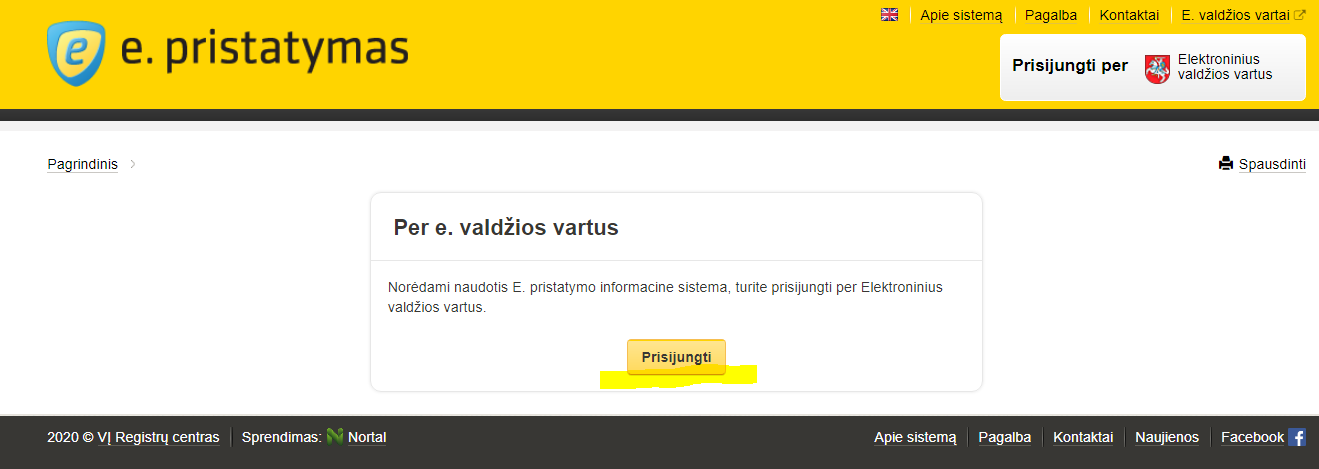 Apie sistemą Pagalba Kontaktai E. valdžios vartai
e. pristatymas
Prisijungti per Elektroninius
valdžios vartus
Pagrindinis Spausdinti
Per e. valdžios vartus
Norėdami naudotis E. pristatymo informacine sistema, turite prisijungti per Elektroninius
valdžios vartus.
Prisijungti
2020 © VĮ Registrų centras Sprendimas: Nortal Apie sistemą Pagalba Kontaktai Naujienos Facebook